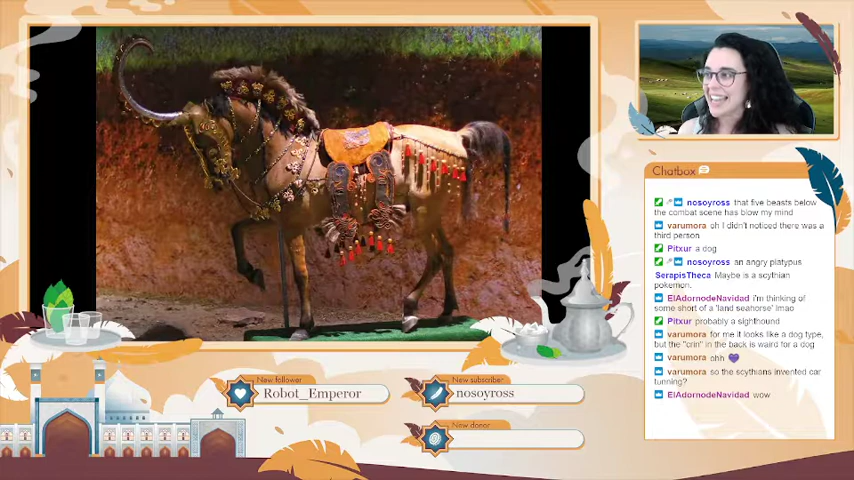 Chatbox
nosoyross that five beasts below
the combat scene has blow my mind
varumora oh I didn't noticed there was a
third person.
Pitxur a dog
nosoyross an angry platypus
SerapisTheca Maybe is a scythian
pokemon.
ElAdornodeNavidad i'm thinking of
some short of a 'land seahorse' lmao
Pitxur probably a sighthound
varumora for me it looks like a dog type,
but the "crin" in the back is waird for a dog
varumora ohh
varumora so the scythians invented car
tunning?
ElAdornodeNavidad wow
New follower
Robot_Emperor
New subscriber
nosoyross
New donor